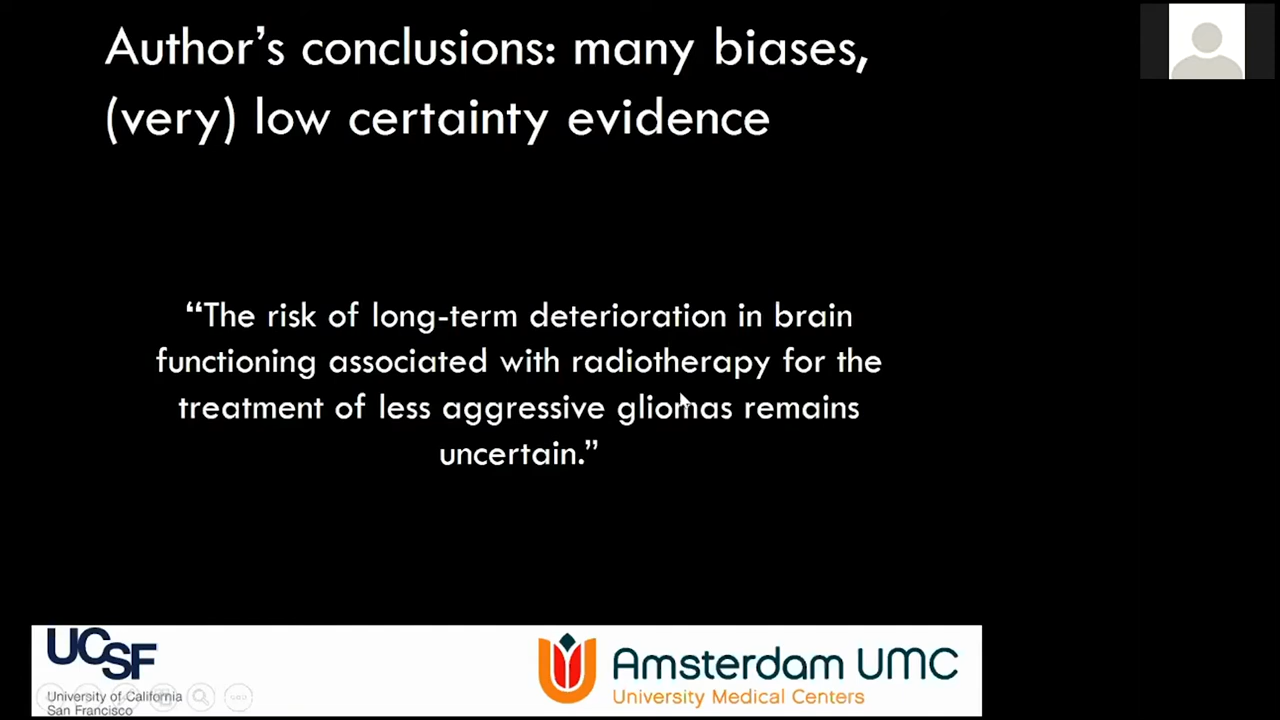 Author’s conclusions: many biases,
(very) low certainty evidence
“The risk of long-term deterioration in brain
functioning associated with radiotherapy for the
treatment of less aggressive gliomas remains
uncertain.”
UCSF
University of California
San Francisco
Amsterdam UMC
University Medical Centers